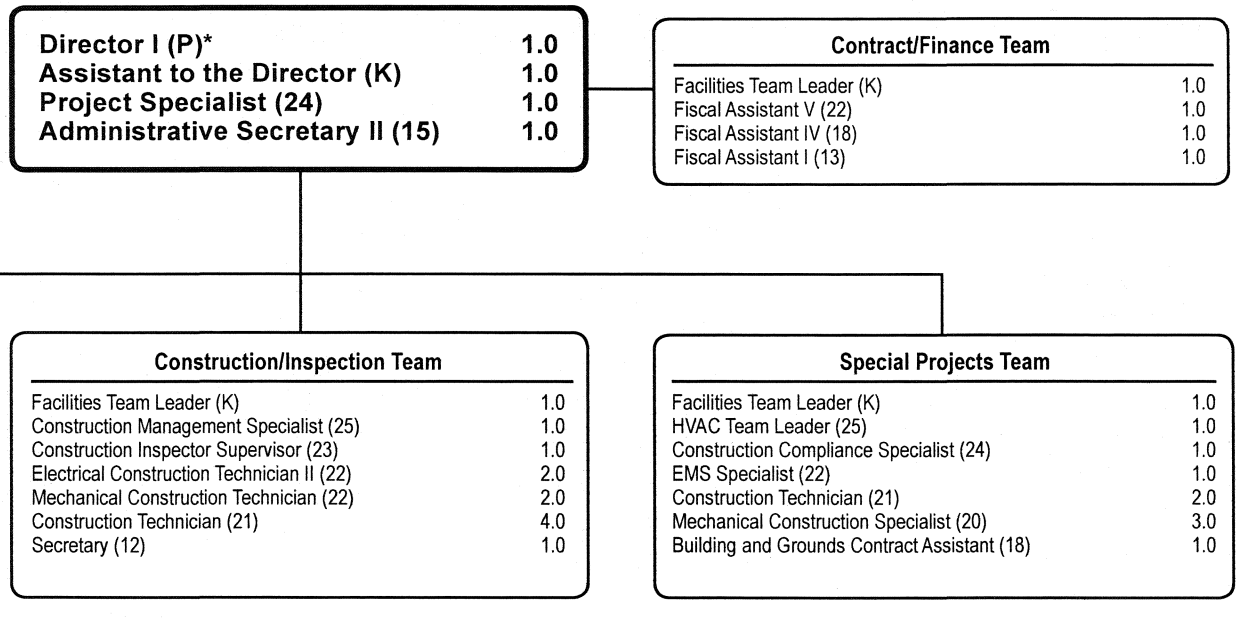 Director I (P)* 1.0
Assistant to the Director (K) 1.0
Project Specialist (24) 1.0
Administrative Secretary II (15) 1.0
Contract/Finance Team
Facilities Team Leader (K) 1.0
Fiscal Assistant V (22) 1.0
Fiscal Assistant IV (18) 1.0
Fiscal Assistant I (13) 1.0
Construction/Inspection Team
Facilities Team Leader (K) 1.0
Construction Management Specialist (25) 1.0
Construction Inspector Supervisor (23) 1.0
Electrical Construction Technician II (22) 2.0
Mechanical Construction Technician (22) 2.0
Construction Technician (21) 4.0
Secretary (12) 1.0
Special Projects Team
Facilities Team Leader (K) 1.0
HVAC Team Leader (25) 1.0
Construction Compliance Specialist (24) 1.0
EMS Specialist (22) 1.0
Construction Technician (21) 2.0
Mechanical Construction Specialist (20) 3.0
Building and Grounds Contract Assistant (18) 1.0